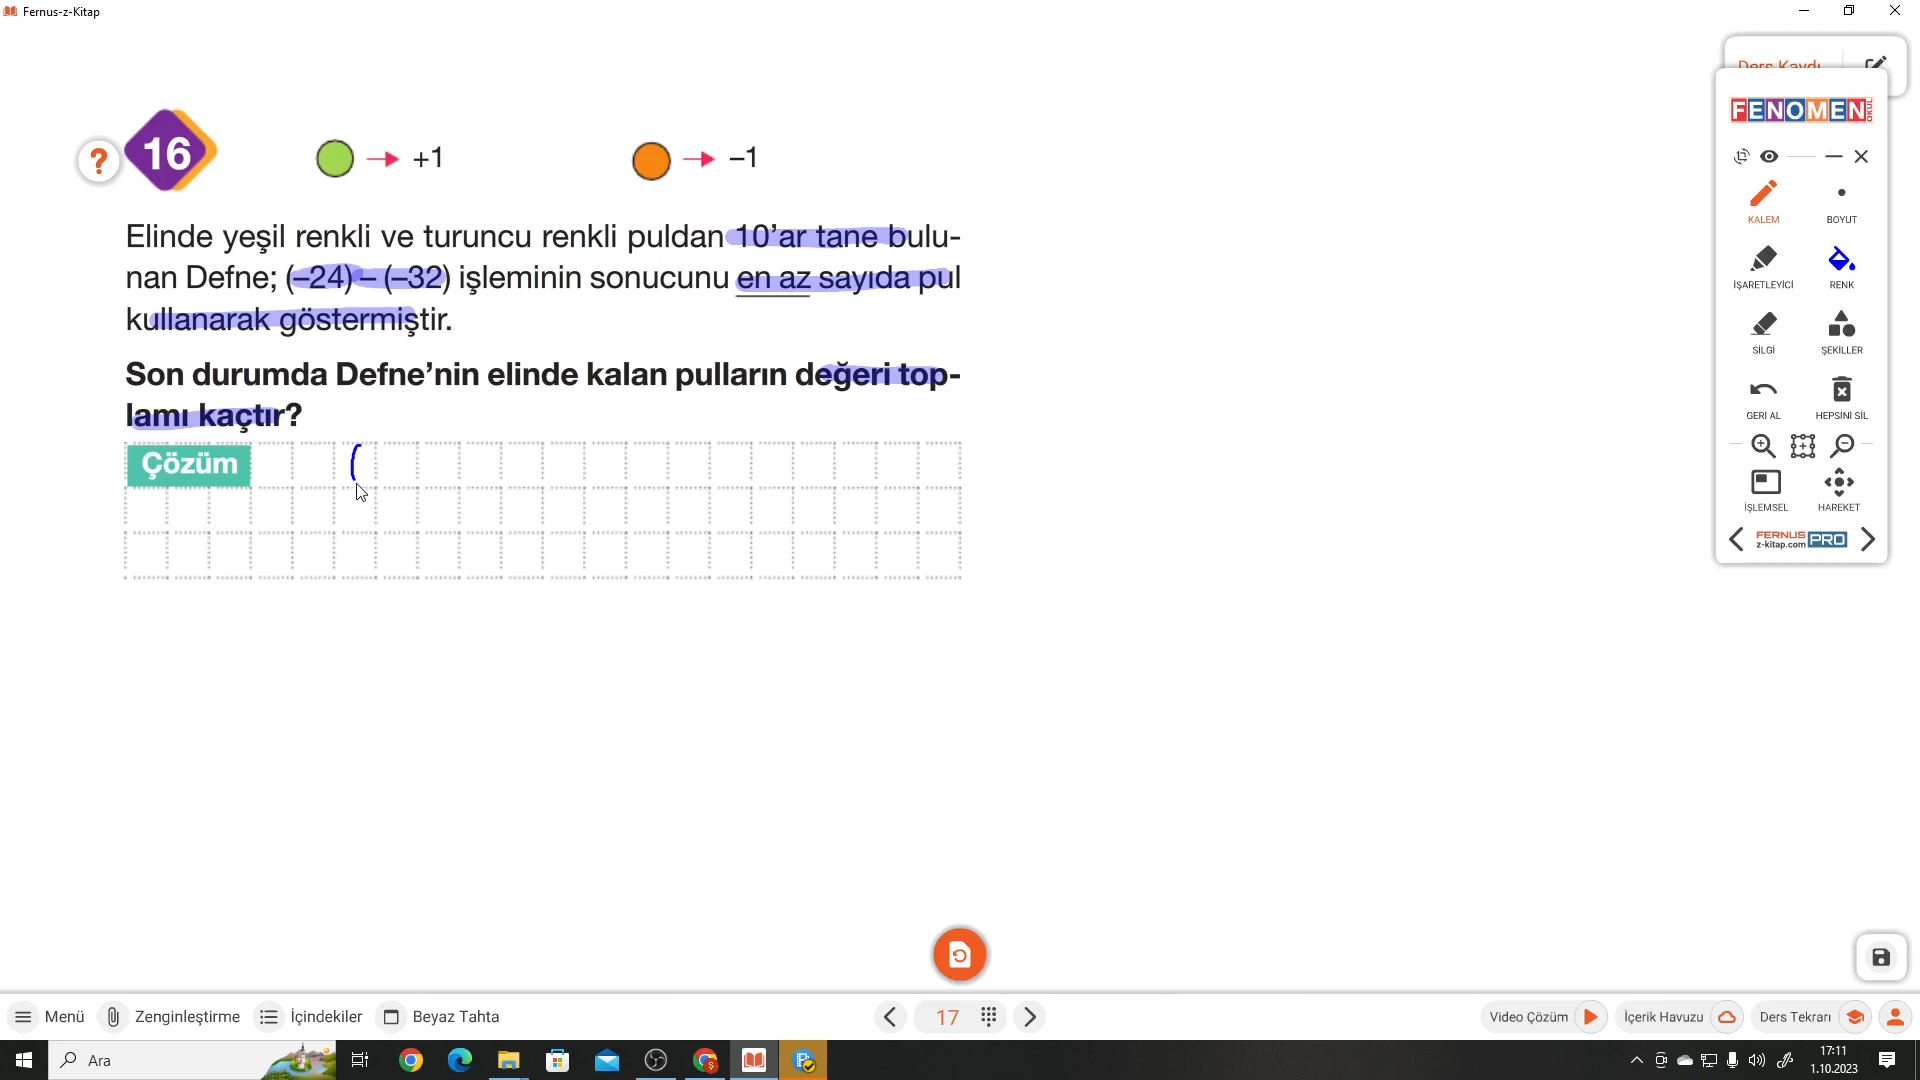 Fernus-z-Kitap
Ders Kaydı
FENOMEN OKUL
? 16 +1 –1
KALEM BOYUT
Elinde yeşil renkli ve turuncu renkli puldan 10’ar tane bulu-
nan Defne; (–24) – (–32) işleminin sonucunu en az sayıda pul
kullanarak göstermiştir.
İŞARETLEYİCİ RENK
SİLGİ ŞEKİLLER
Son durumda Defne’nin elinde kalan pulların değeri top-
lamı kaçtır?
GERİ AL HEPSİNİ SİL
Çözüm (
İŞLEMSEL HAREKET
FERNUS z-kitap.com PRO
Menü Zenginleştirme İçindekiler Beyaz Tahta 17 Video Çözüm İçerik Havuzu Ders Tekrarı
Ara 17:11
1.10.2023